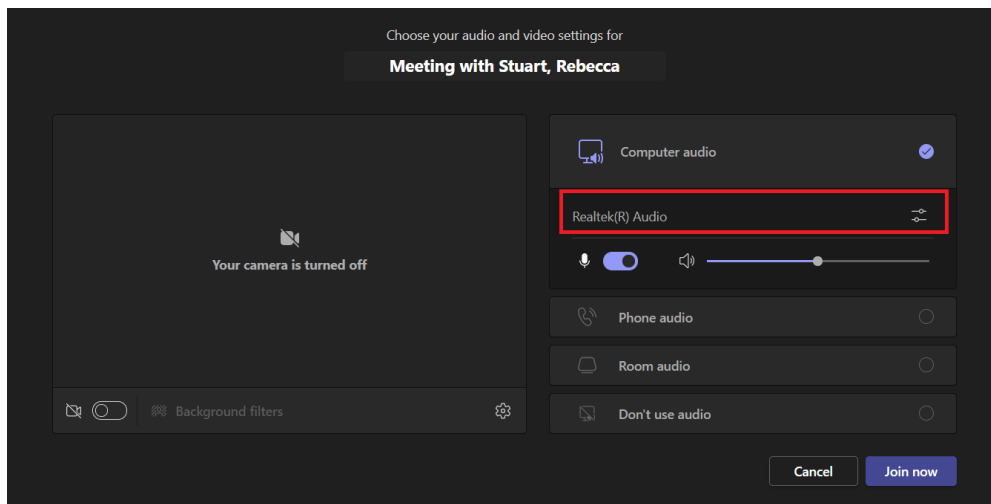 Choose your audio and video settings for
Meeting with Stuart, Rebecca
Your camera is turned off
Background filters
Computer audio
Realtek(R) Audio
Phone audio
Room audio
Don't use audio
Cancel
Join now